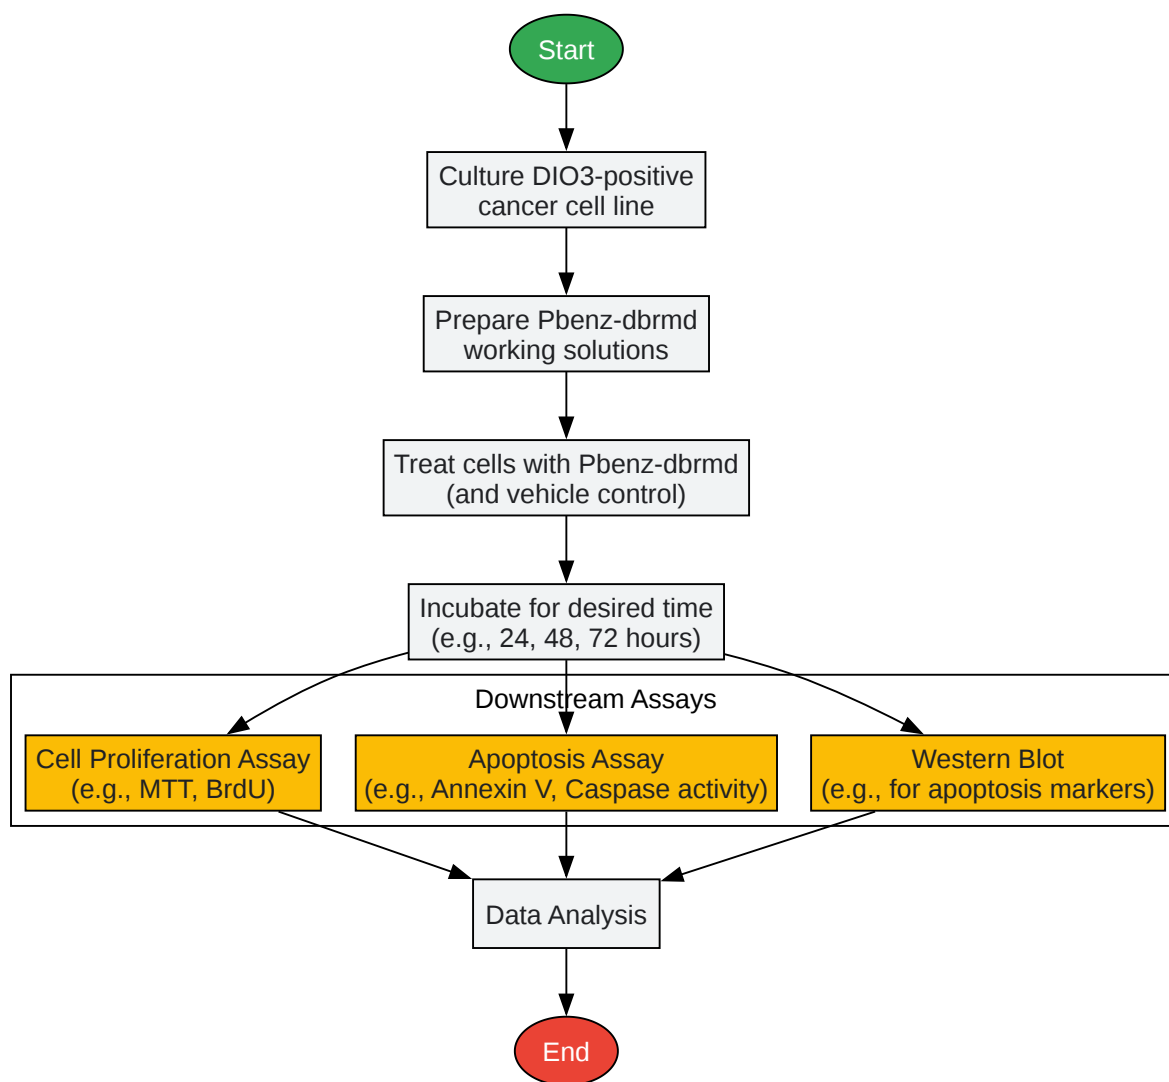 Start
Culture DIO3-positive
cancer cell line
Prepare Pbenz-dbrmd
working solutions
Treat cells with Pbenz-dbrmd
(and vehicle control)
Incubate for desired time
(e.g., 24, 48, 72 hours)
Downstream Assays
Cell Proliferation Assay
(e.g., MTT, BrdU)
Apoptosis Assay
(e.g., Annexin V, Caspase activity)
Western Blot
(e.g., for apoptosis markers)
Data Analysis
End